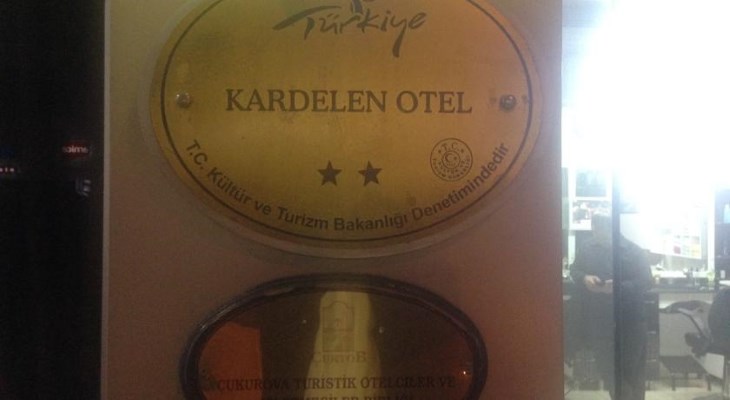 Türkiye
KARDELEN OTEL
T.C. Kültür ve Turizm Bakanlığı Denetimindedir
T.C.
ÇUKUROVA TURİSTİK OTELCİLER VE